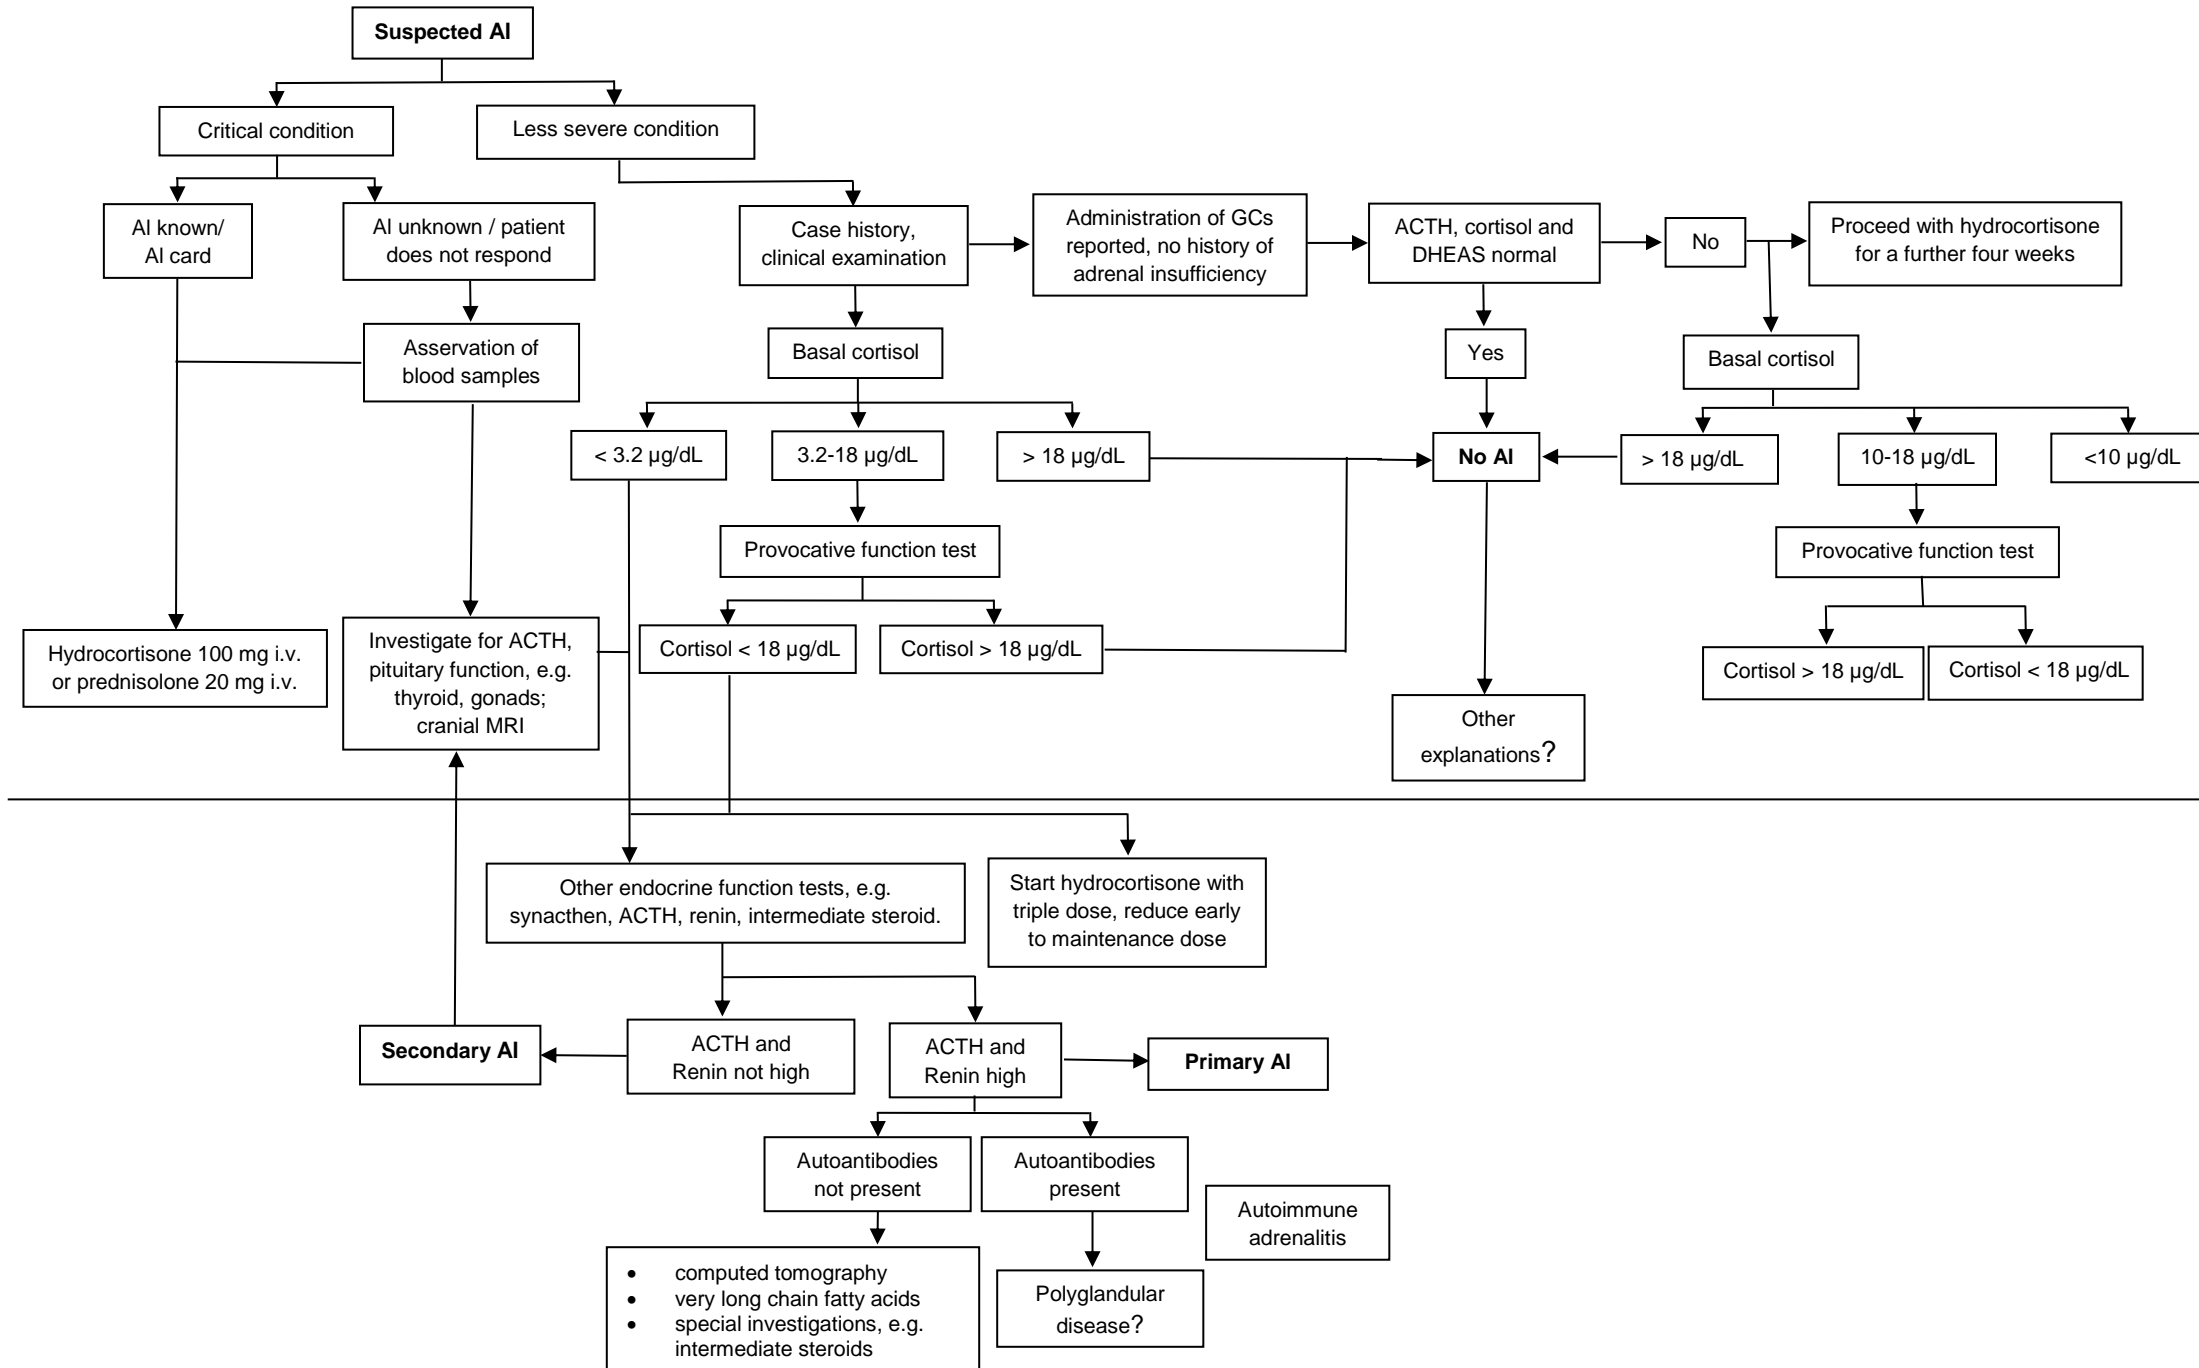 Suspected AI
Critical condition
Less severe condition
AI known/
AI card
AI unknown / patient
does not respond
Case history,
clinical examination
Administration of GCs
reported, no history of
adrenal insufficiency
ACTH, cortisol and
DHEAS normal
No
Proceed with hydrocortisone
for a further four weeks
Asservation of
blood samples
Basal cortisol
Yes
Basal cortisol
< 3.2 µg/dL
3.2-18 µg/dL
> 18 µg/dL
No AI
> 18 µg/dL
10-18 µg/dL
<10 µg/dL
Provocative function test
Provocative function test
Hydrocortisone 100 mg i.v.
or prednisolone 20 mg i.v.
Investigate for ACTH,
pituitary function, e.g.
thyroid, gonads;
cranial MRI
Cortisol < 18 µg/dL
Cortisol > 18 µg/dL
Cortisol > 18 µg/dL
Cortisol < 18 µg/dL
Other
explanations?
Other endocrine function tests, e.g.
synacthen, ACTH, renin, intermediate steroid.
Start hydrocortisone with
triple dose, reduce early
to maintenance dose
Secondary AI
ACTH and
Renin not high
ACTH and
Renin high
Primary AI
Autoantibodies
not present
Autoantibodies
present
Autoimmune
adrenalitis
• computed tomography
• very long chain fatty acids
• special investigations, e.g.
intermediate steroids
Polyglandular
disease?